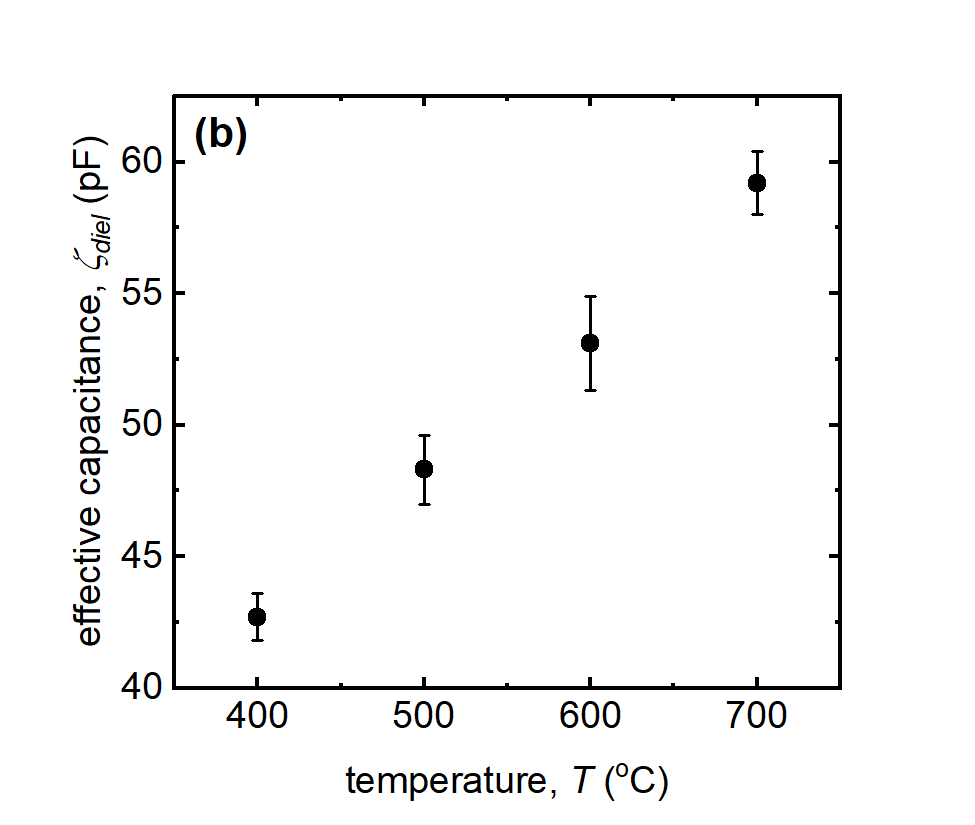 (b)
effective capacitance, ζdiel (pF)
60
55
50
45
40
400 500 600 700
temperature, T (oC)